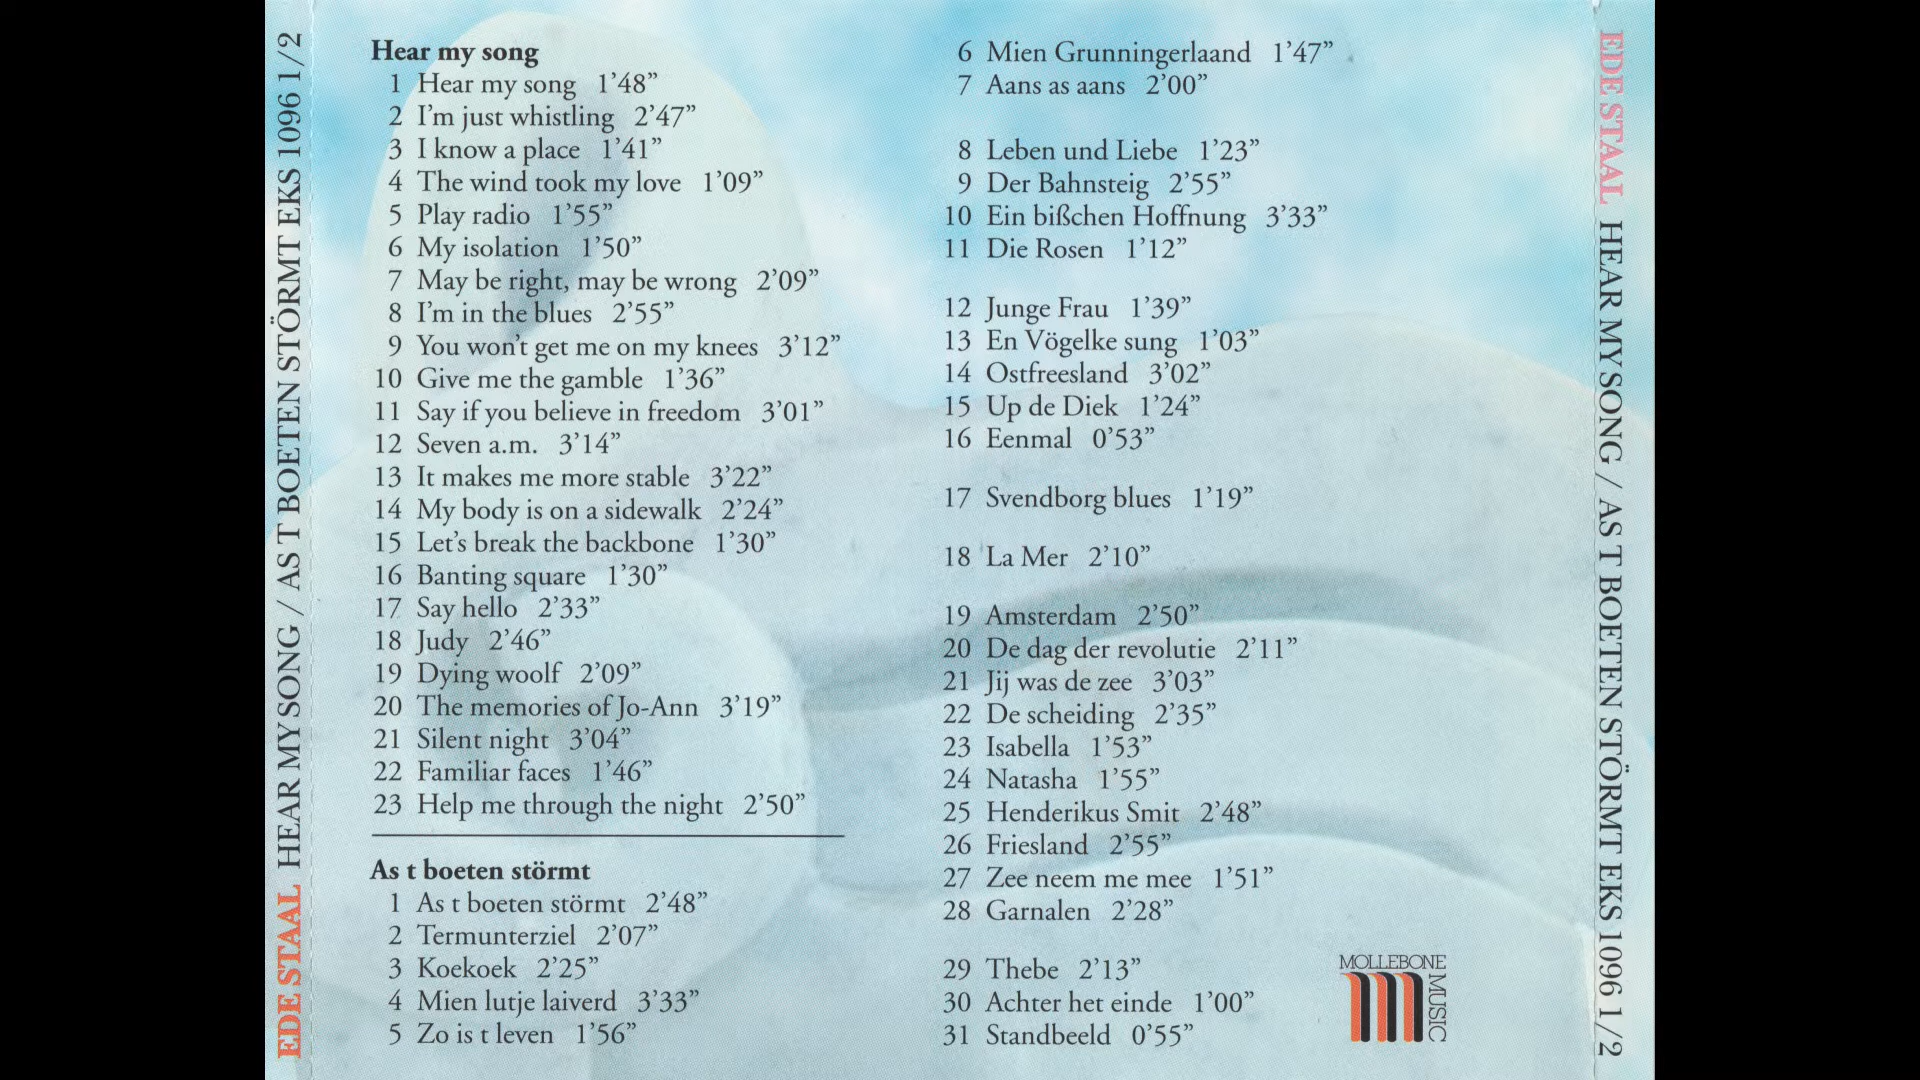 EDE STAAL HEAR MY SONG / AS T BOETEN STÖRMT EKS 1096 1/2
Hear my song
1 Hear my song 1’48”
2 I’m just whistling 2’47”
3 I know a place 1’41”
4 The wind took my love 1’09”
5 Play radio 1’55”
6 My isolation 1’50”
7 May be right, may be wrong 2’09”
8 I’m in the blues 2’55”
9 You won’t get me on my knees 3’12”
10 Give me the gamble 1’36”
11 Say if you believe in freedom 3’01”
12 Seven a.m. 3’14”
13 It makes me more stable 3’22”
14 My body is on a sidewalk 2’24”
15 Let’s break the backbone 1’30”
16 Banting square 1’30”
17 Say hello 2’33”
18 Judy 2’46”
19 Dying woolf 2’09”
20 The memories of Jo-Ann 3’19”
21 Silent night 3’04”
22 Familiar faces 1’46”
23 Help me through the night 2’50”
As t boeten störmt
1 As t boeten störmt 2’48”
2 Termunterziel 2’07”
3 Koekoek 2’25”
4 Mien lutje laiverd 3’33”
5 Zo is t leven 1’56”
6 Mien Grunningerlaand 1’47”
7 Aans as aans 2’00”
8 Leben und Liebe 1’23”
9 Der Bahnsteig 2’55”
10 Ein bißchen Hoffnung 3’33”
11 Die Rosen 1’12”
12 Junge Frau 1’39”
13 En Vögelke sung 1’03”
14 Ostfreesland 3’02”
15 Up de Diek 1’24”
16 Eenmal 0’53”
17 Svendborg blues 1’19”
18 La Mer 2’10”
19 Amsterdam 2’50”
20 De dag der revolutie 2’11”
21 Jij was de zee 3’03”
22 De scheiding 2’35”
23 Isabella 1’53”
24 Natasha 1’55”
25 Henderikus Smit 2’48”
26 Friesland 2’55”
27 Zee neem me mee 1’51”
28 Garnalen 2’28”
29 Thebe 2’13”
30 Achter het einde 1’00”
31 Standbeeld 0’55”
MOLLEBONE
MUSIC
EDE STAAL HEAR MY SONG / AS T BOETEN STÖRMT EKS 1096 1/2